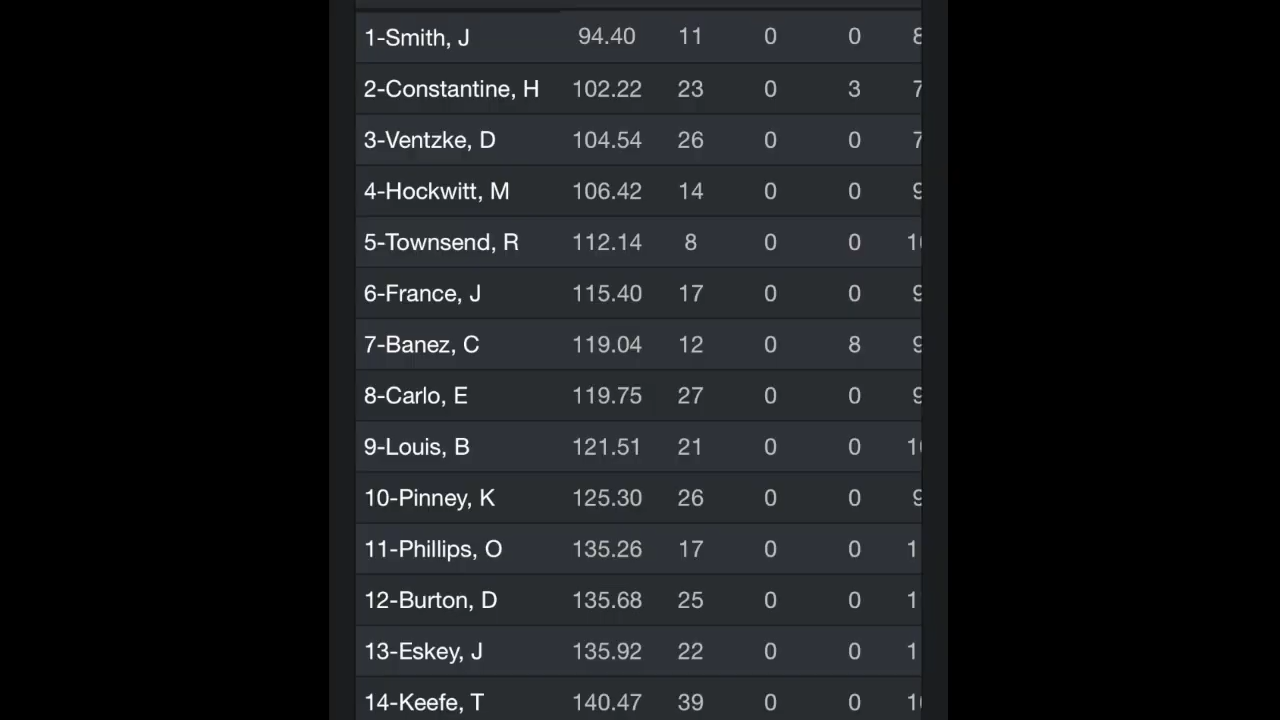 1-Smith, J 94.40 11 0 0
2-Constantine, H 102.22 23 0 3
3-Ventzke, D 104.54 26 0 0
4-Hockwitt, M 106.42 14 0 0
5-Townsend, R 112.14 8 0 0
6-France, J 115.40 17 0 0
7-Banez, C 119.04 12 0 8
8-Carlo, E 119.75 27 0 0
9-Louis, B 121.51 21 0 0
10-Pinney, K 125.30 26 0 0
11-Phillips, O 135.26 17 0 0
12-Burton, D 135.68 25 0 0
13-Eskey, J 135.92 22 0 0
14-Keefe, T 140.47 39 0 0